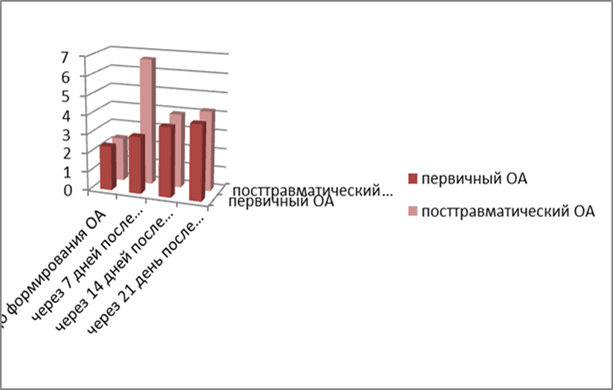 7
6
5
4
3
2
1
0
формирования ОА
через 7 дней после...
через 14 дней после...
через 21 день после...
посттравматический...
первичный ОА
первичный ОА
посттравматический ОА